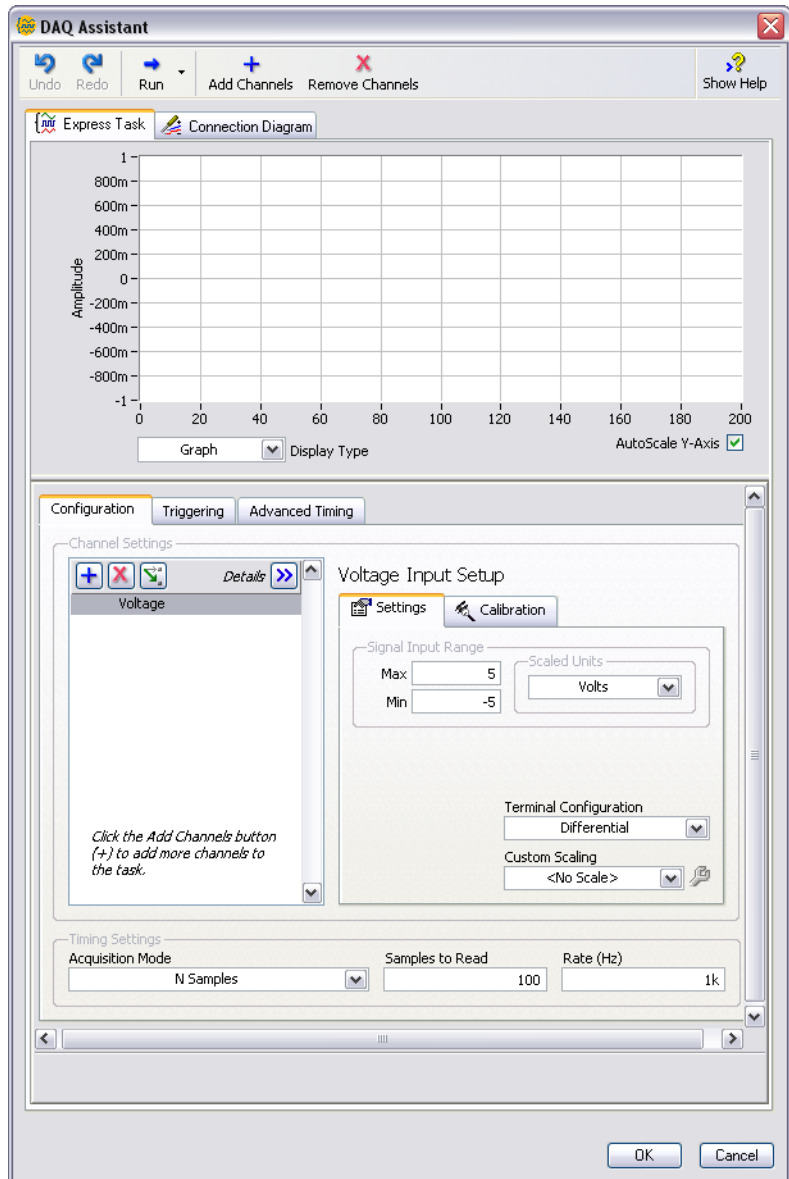 DAQ Assistant
Undo Redo Run Add Channels Remove Channels Show Help
Express Task Connection Diagram
1
800m
600m
400m
200m
0
-200m
-400m
-600m
-800m
-1
Amplitude
0 20 40 60 80 100 120 140 160 180 200
Graph Display Type AutoScale Y-Axis
Configuration Triggering Advanced Timing
Channel Settings
Details
Voltage
Click the Add Channels button
(+) to add more channels to
the task.
Voltage Input Setup
Settings Calibration
Signal Input Range
Max 5
Min -5
Scaled Units
Volts
Terminal Configuration
Differential
Custom Scaling
<No Scale>
Timing Settings
Acquisition Mode Samples to Read Rate (Hz)
N Samples 100 1k
OK Cancel